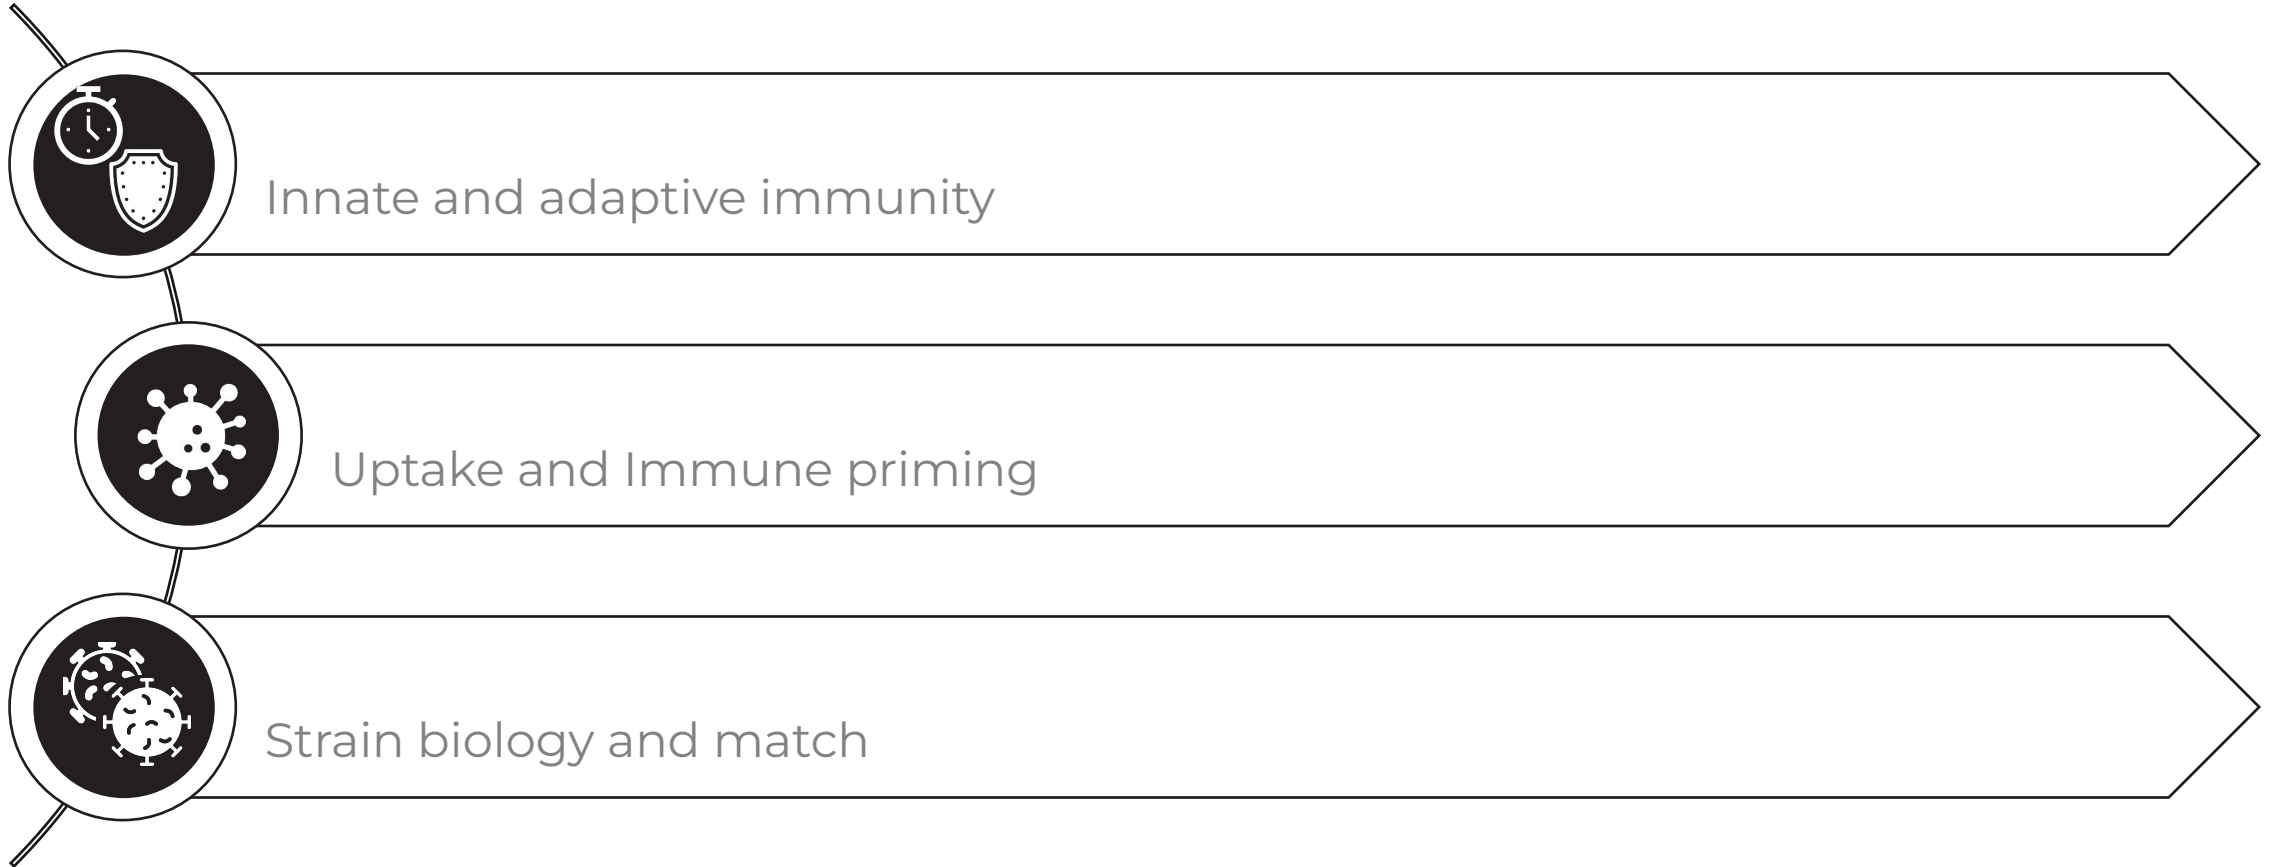 Innate and adaptive immunity
Uptake and Immune priming
Strain biology and match